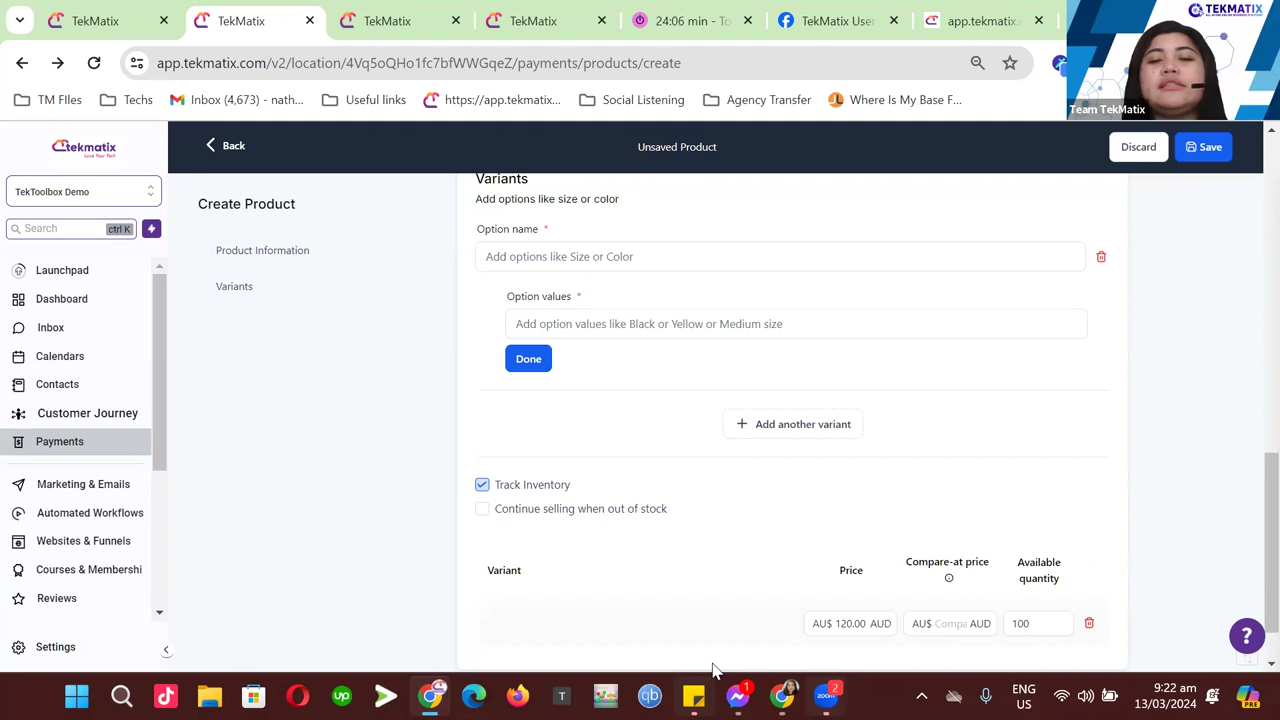 TekMatix
TekMatix
TekMatix
TekMatix
24:06 min - To
TekMatix User
app.tekmatix.
TEKMATIX
Team TekMatix
app.tekmatix.com/v2/location/4Vq5oQHo1fc7bfWWGqeZ/payments/products/create
TM FIles
Techs
Inbox (4,673) - nath...
Useful links
https://app.tekmatix...
Social Listening
Agency Transfer
Where Is My Base F...
tekmatix
Love Your Tech
Back
Unsaved Product
Discard
Save
TekToolbox Demo
Search
ctrl K
Launchpad
Dashboard
Inbox
Calendars
Contacts
Customer Journey
Payments
Marketing & Emails
Automated Workflows
Websites & Funnels
Courses & Membershi
Reviews
Settings
Create Product
Product Information
Variants
Variants
Add options like size or color
Option name *
Add options like Size or Color
Option values *
Add option values like Black or Yellow or Medium size
Done
+ Add another variant
Track Inventory
Continue selling when out of stock
Variant
Price
Compare-at price
Available
quantity
AU$ 120.00 AUD
AU$ Compa AUD
100
?
T
up
qb
1
2
ENG
US
9:22 am
13/03/2024
PRE